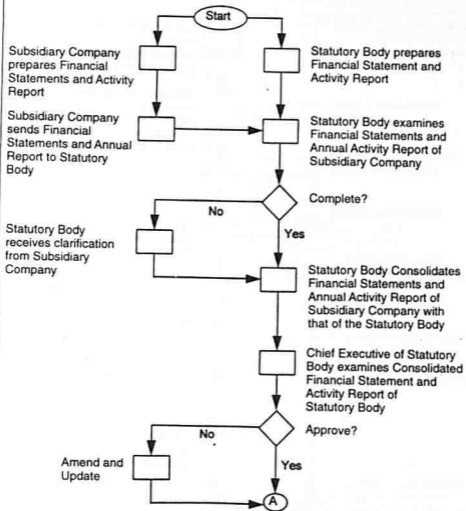 Start
Subsidiary Company
prepares Financial
Statements and Activity
Report
Statutory Body prepares
Financial Statement and
Activity Report
Subsidiary Company
sends Financial
Statements and Annual
Report to Statutory
Body
Statutory Body examines
Financial Statements and
Annual Activity Report of
Subsidiary Company
Complete?
No
Yes
Statutory Body
receives clarification
from Subsidiary
Company
Statutory Body Consolidates
Financial Statements and
Annual Activity Report of
Subsidiary Company with
that of the Statutory Body
Chief Executive of Statutory
Body examines Consolidated
Financial Statement and
Activity Report of
Statutory Body
Approve?
No
Yes
Amend and
Update
A